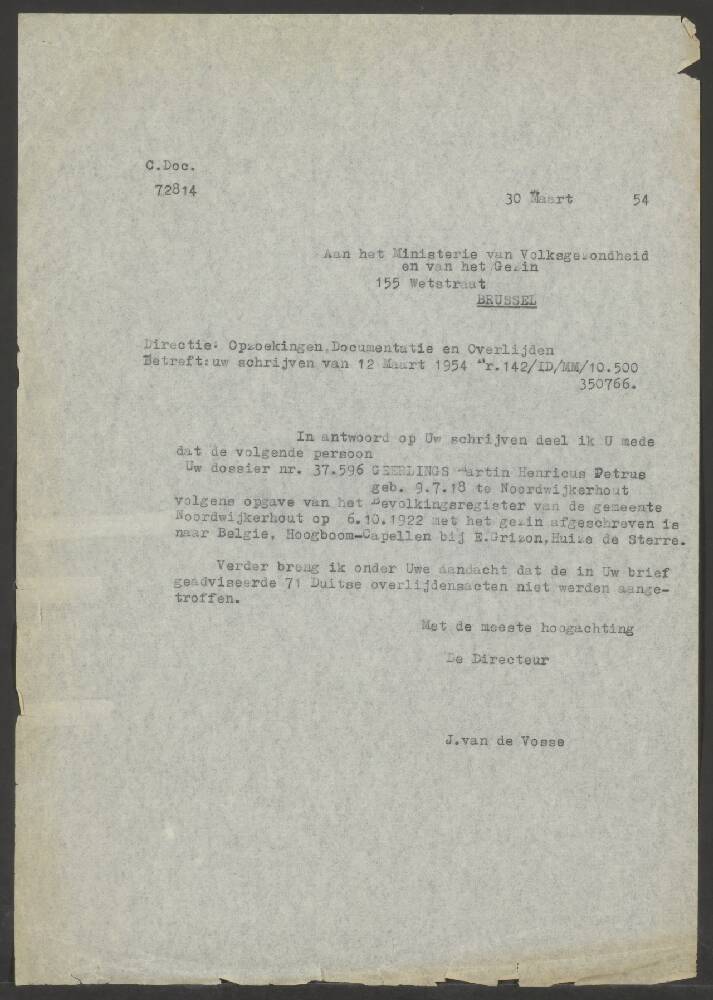 C.Doc.
72814
30 Maart 54
Aan het Ministerie van Volksgezondheid
en van het Gezin
155 Wetstraat
BRUSSEL
Directie: Opzoekingen, Documentatie en Overlijden
Betreft: uw schrijven van 12 Maart 1954 Nr. 142/ID/MM/10.500
350766.
In antwoord op Uw schrijven deel ik U mede
dat de volgende persoon
Uw dossier nr. 37.596 GEERLINGS Martin Henricus Petrus
geb. 9.7.18 te Noordwijkerhout
volgens opgave van het Bevolkingsregister van de gemeente
Noordwijkerhout op 6.10.1922 met het gezin afgeschreven is
naar Belgie, Hoogboom-Capellen bij E.Grizon, Huize de Sterre.
Verder breng ik onder Uwe aandacht dat de in Uw brief
geadviseerde 71 Duitse overlijdensacten niet werden aange-
troffen.
Met de meeste hoogachting
De Directeur
J.van de Vosse